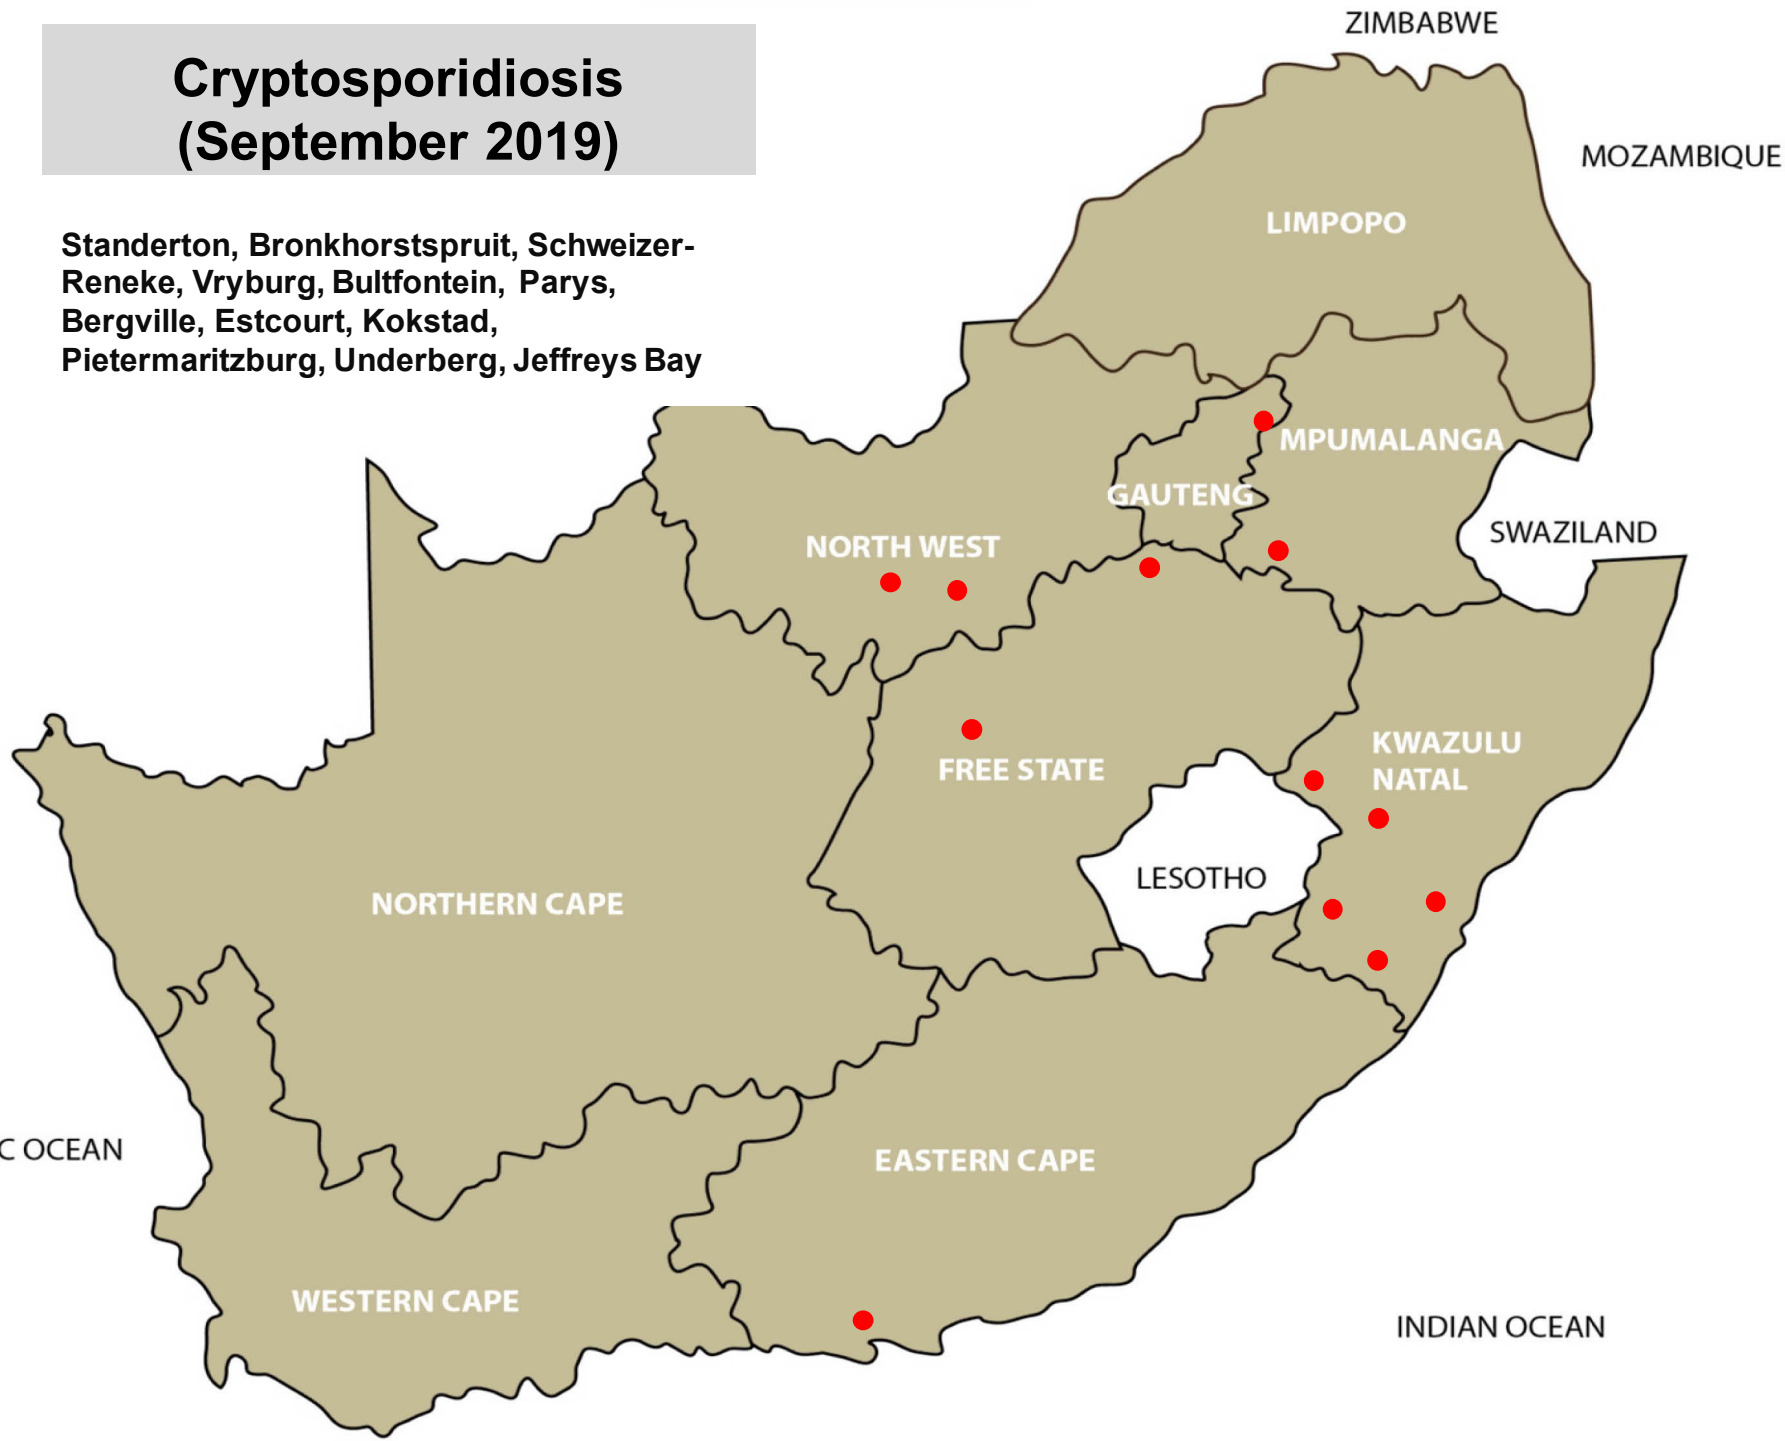 Cryptosporidiosis
(September 2019)
Standerton, Bronkhorstspruit, Schweizer-
Reneke, Vryburg, Bultfontein, Parys,
Bergville, Estcourt, Kokstad,
Pietermaritzburg, Underberg, Jeffreys Bay
ZIMBABWE
MOZAMBIQUE
LIMPOPO
MPUMALANGA
GAUTENG
SWAZILAND
NORTH WEST
KWAZULU
NATAL
FREE STATE
LESOTHO
NORTHERN CAPE
C OCEAN
EASTERN CAPE
WESTERN CAPE
INDIAN OCEAN